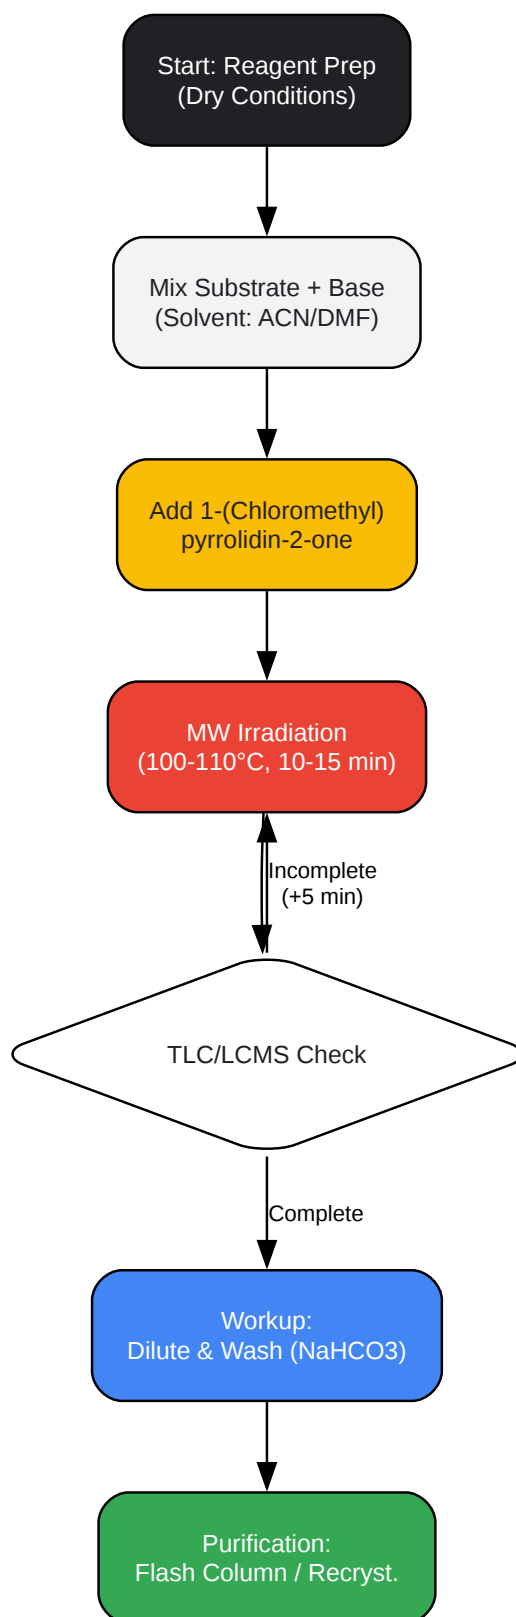 Start: Reagent Prep
(Dry Conditions)
Mix Substrate + Base
(Solvent: ACN/DMF)
Add 1-(Chloromethyl)
pyrrolidin-2-one
MW Irradiation
(100-110°C, 10-15 min)
Incomplete
(+5 min)
TLC/LCMS Check
Complete
Workup:
Dilute & Wash (NaHCO3)
Purification:
Flash Column / Recryst.